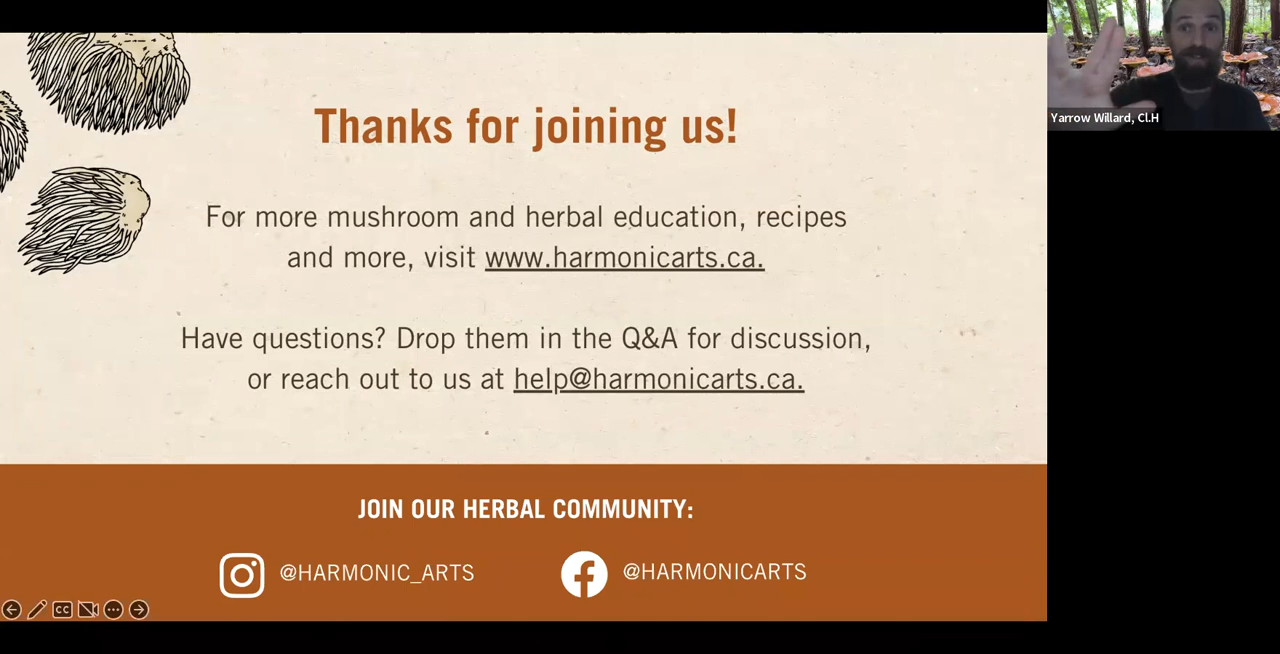 Thanks for joining us!
For more mushroom and herbal education, recipes
and more, visit www.harmonicarts.ca.
Have questions? Drop them in the Q&A for discussion,
or reach out to us at help@harmonicarts.ca.
JOIN OUR HERBAL COMMUNITY:
@HARMONIC_ARTS
@HARMONICARTS
CC
Yarrow Willard, Cl.H